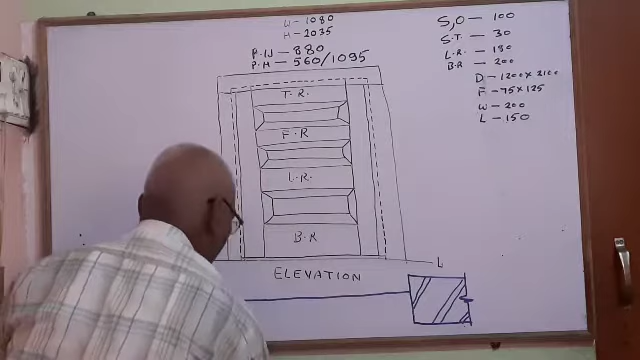 W - 1080
H - 2035
P.W - 880
P.H - 560/1095
S,O - 100
S.T. - 30
L.R. - 180
B.R - 200
D - 1200 x 2100
F - 75 x 125
W - 200
L - 150
T.R.
F.R
L.R.
B.R
L
ELEVATION